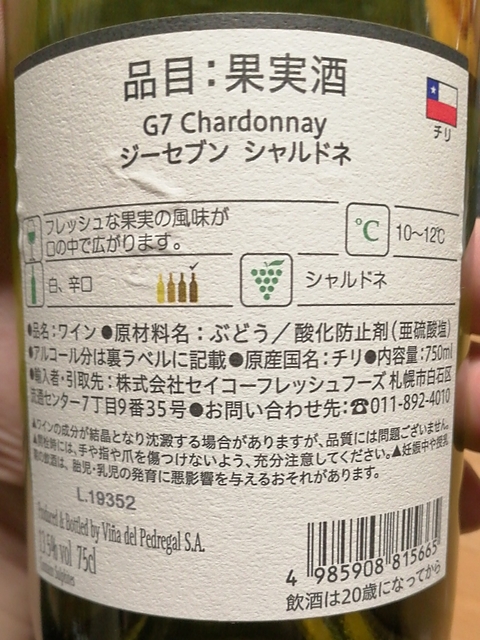 品目:果実酒
G7 Chardonnay
ジーセブン シャルドネ
チリ
フレッシュな果実の風味が
口の中で広がります。
℃
10～12℃
白、辛口
シャルドネ
●品名:ワイン●原材料名:ぶどう／酸化防止剤(亜硫酸塩)
●アルコール分は裏ラベルに記載●原産国名:チリ●内容量:750ml
●輸入者・引取先:株式会社セイコーフレッシュフーズ 札幌市白石区
流通センター7丁目9番35号●お問い合わせ先:☎011-892-4010
▲ワインの成分が結晶となり沈澱する場合がありますが、品質には問題ございません。
▲開栓時には、手や指や爪を傷つけないよう、充分注意してください。▲妊娠中や授乳
期の飲酒は、胎児・乳児の発育に悪影響を与えるおそれがあります。
L.19352
Produced & Bottled by Viña del Pedregal S.A.
13,5% vol 75cl
4 985908 815665
飲酒は20歳になってから